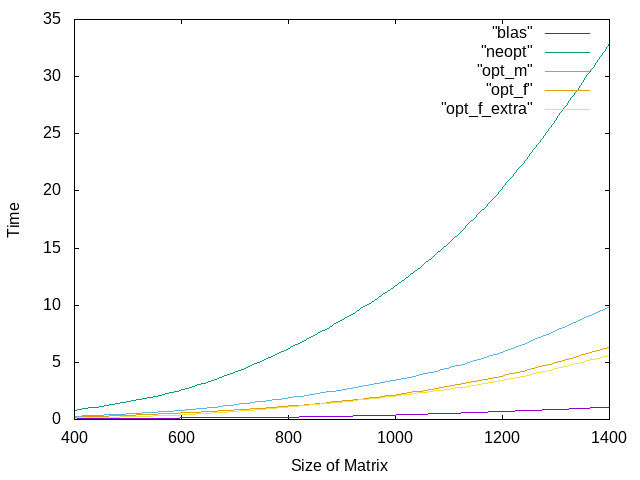 35
30
25
20
15
10
5
0
400
600
800
1000
1200
1400
Time
Size of Matrix
"blas"
"neopt"
"opt_m"
"opt_f"
"opt_f_extra"